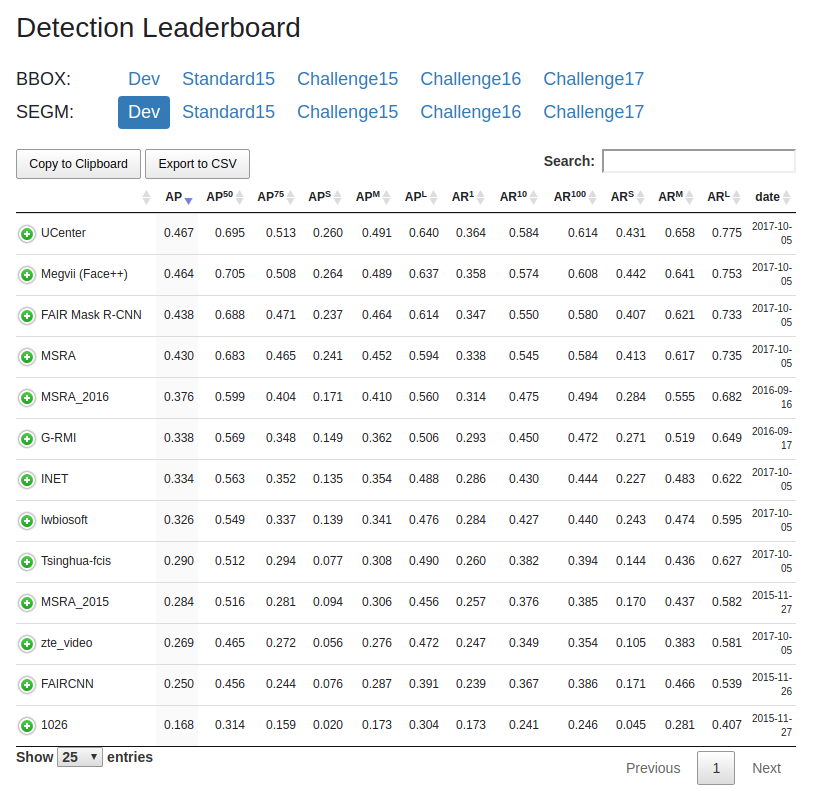 Detection Leaderboard
BBOX: Dev Standard15 Challenge15 Challenge16 Challenge17
SEGM: Dev Standard15 Challenge15 Challenge16 Challenge17
Copy to Clipboard Export to CSV Search:
AP AP50 AP75 APS APM APL AR1 AR10 AR100 ARS ARM ARL date
UCenter 0.467 0.695 0.513 0.260 0.491 0.640 0.364 0.584 0.614 0.431 0.658 0.775 2017-10-
05
Megvii (Face++) 0.464 0.705 0.508 0.264 0.489 0.637 0.358 0.574 0.608 0.442 0.641 0.753 2017-10-
05
FAIR Mask R-CNN 0.438 0.688 0.471 0.237 0.464 0.614 0.347 0.550 0.580 0.407 0.621 0.733 2017-10-
05
MSRA 0.430 0.683 0.465 0.241 0.452 0.594 0.338 0.545 0.584 0.413 0.617 0.735 2017-10-
05
MSRA_2016 0.376 0.599 0.404 0.171 0.410 0.560 0.314 0.475 0.494 0.284 0.555 0.682 2016-09-
16
G-RMI 0.338 0.569 0.348 0.149 0.362 0.506 0.293 0.450 0.472 0.271 0.519 0.649 2016-09-
17
INET 0.334 0.563 0.352 0.135 0.354 0.488 0.286 0.430 0.444 0.227 0.483 0.622 2017-10-
05
lwbiosoft 0.326 0.549 0.337 0.139 0.341 0.476 0.284 0.427 0.440 0.243 0.474 0.595 2017-10-
05
Tsinghua-fcis 0.290 0.512 0.294 0.077 0.308 0.490 0.260 0.382 0.394 0.144 0.436 0.627 2017-10-
05
MSRA_2015 0.284 0.516 0.281 0.094 0.306 0.456 0.257 0.376 0.385 0.170 0.437 0.582 2015-11-
27
zte_video 0.269 0.465 0.272 0.056 0.276 0.472 0.247 0.349 0.354 0.105 0.383 0.581 2017-10-
05
FAIRCNN 0.250 0.456 0.244 0.076 0.287 0.391 0.239 0.367 0.386 0.171 0.466 0.539 2015-11-
26
1026 0.168 0.314 0.159 0.020 0.173 0.304 0.173 0.241 0.246 0.045 0.281 0.407 2015-11-
27
Show 25 entries
Previous 1 Next